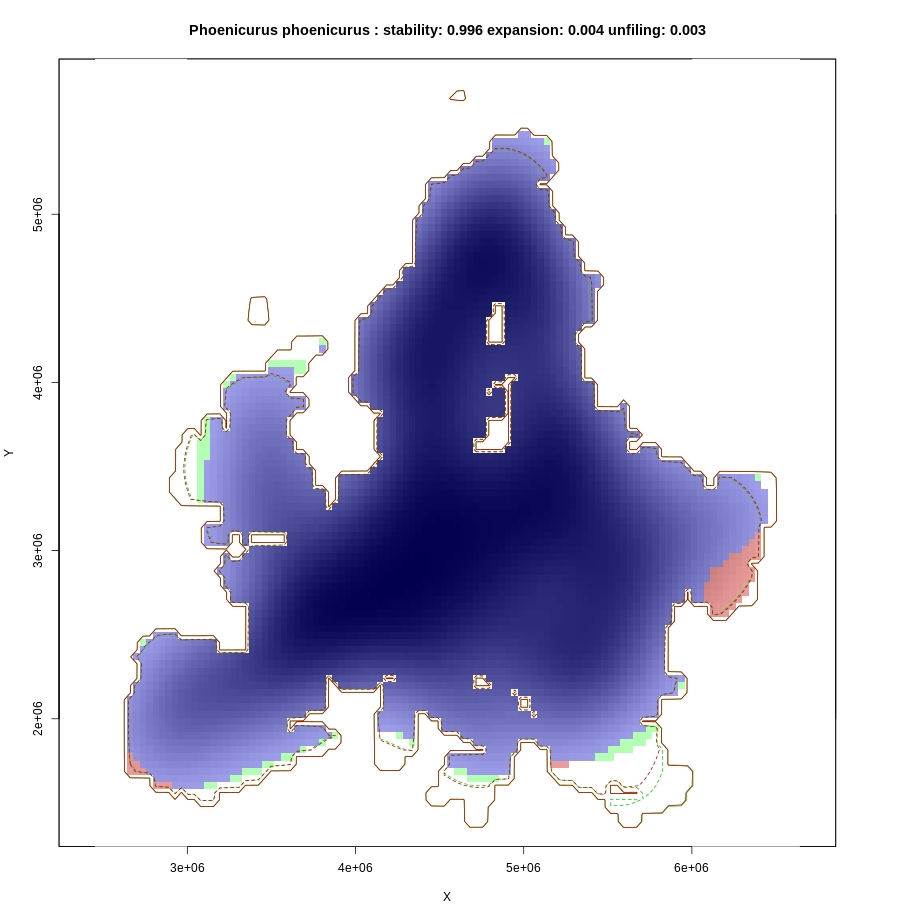 Phoenicurus phoenicurus : stability: 0.996 expansion: 0.004 unfiling: 0.003
5e+06
4e+06
Y
3e+06
2e+06
3e+06 4e+06 5e+06 6e+06
X